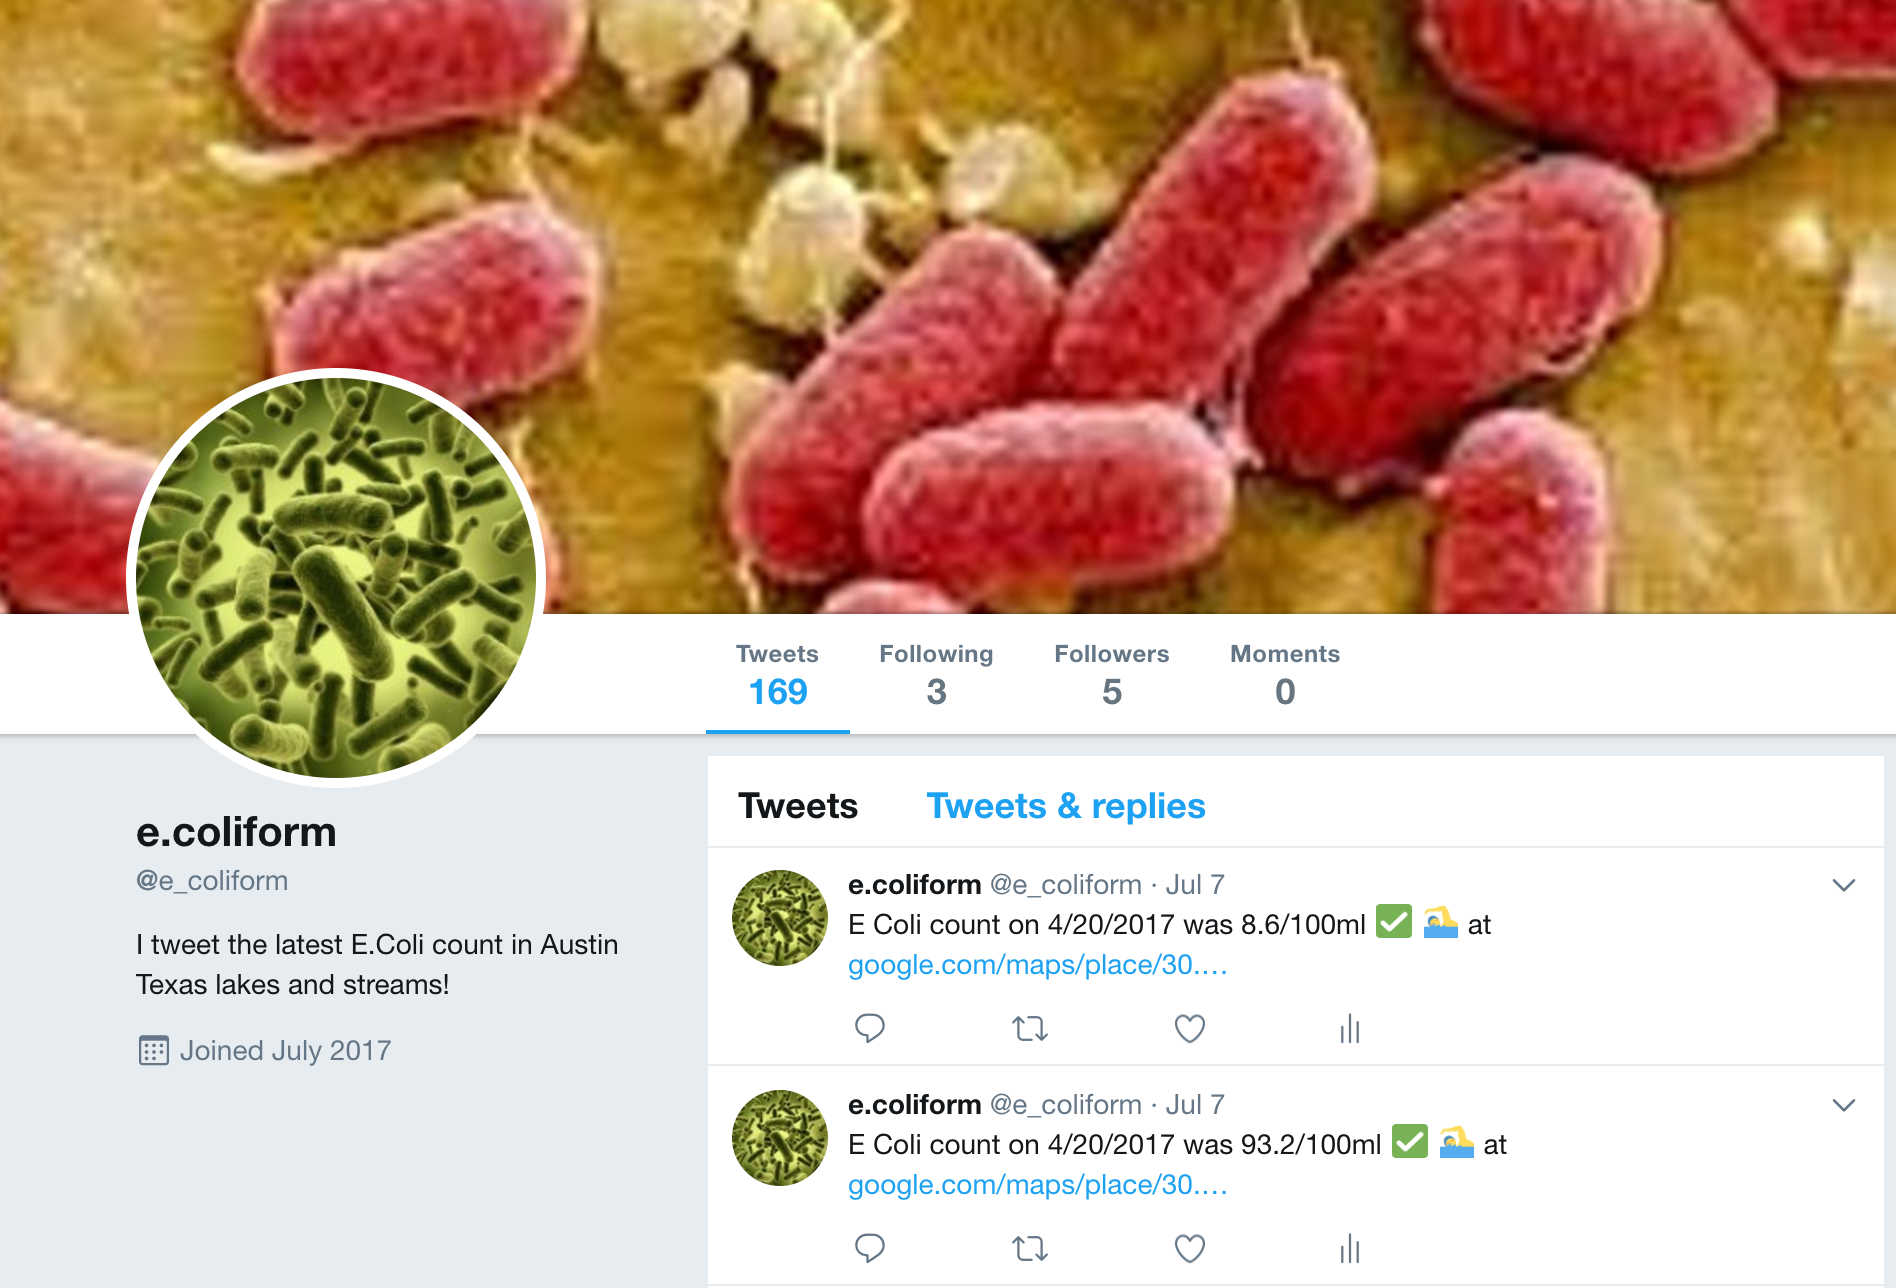 Tweets
169
Following
3
Followers
5
Moments
0
e.coliform
@e_coliform
I tweet the latest E.Coli count in Austin
Texas lakes and streams!
Joined July 2017
Tweets Tweets & replies
e.coliform @e_coliform · Jul 7
E Coli count on 4/20/2017 was 8.6/100ml ✅ 🏊 at
google.com/maps/place/30.…
e.coliform @e_coliform · Jul 7
E Coli count on 4/20/2017 was 93.2/100ml ✅ 🏊 at
google.com/maps/place/30.…